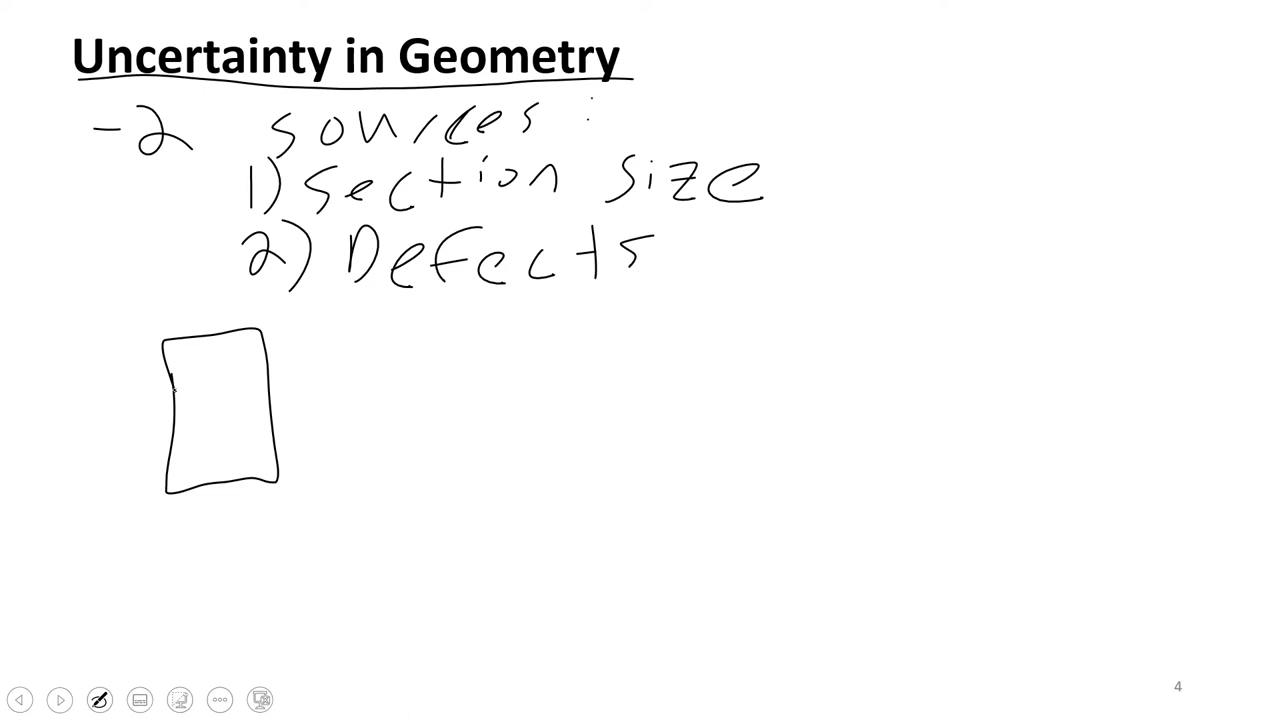 Uncertainty in Geometry
- 2 sources :
1) section size
2) Defects
4